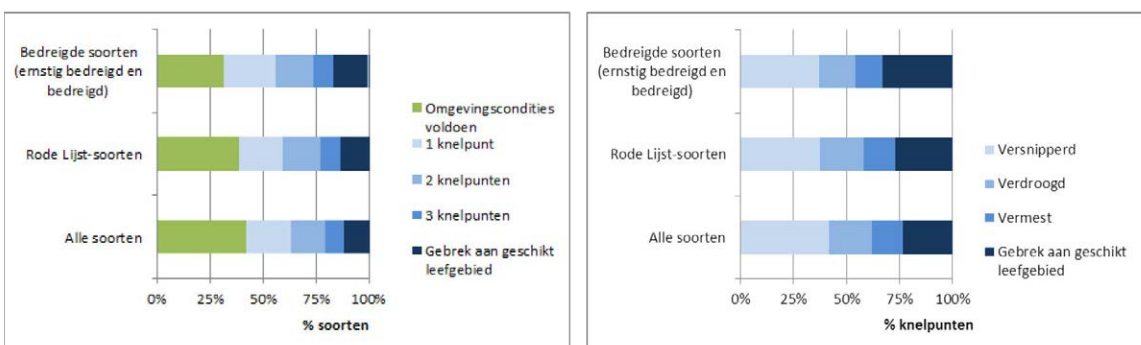 Bedreigde soorten
(ernstig bedreigd en
bedreigd)
Rode Lijst-soorten
Alle soorten
0% 25% 50% 75% 100%
% soorten
Omgevingscondities
voldoen
1 knelpunt
2 knelpunten
3 knelpunten
Gebrek aan geschikt
leefgebied
Bedreigde soorten
(ernstig bedreigd en
bedreigd)
Rode Lijst-soorten
Alle soorten
0% 25% 50% 75% 100%
% knelpunten
Versnipperd
Verdroogd
Vermest
Gebrek aan geschikt
leefgebied